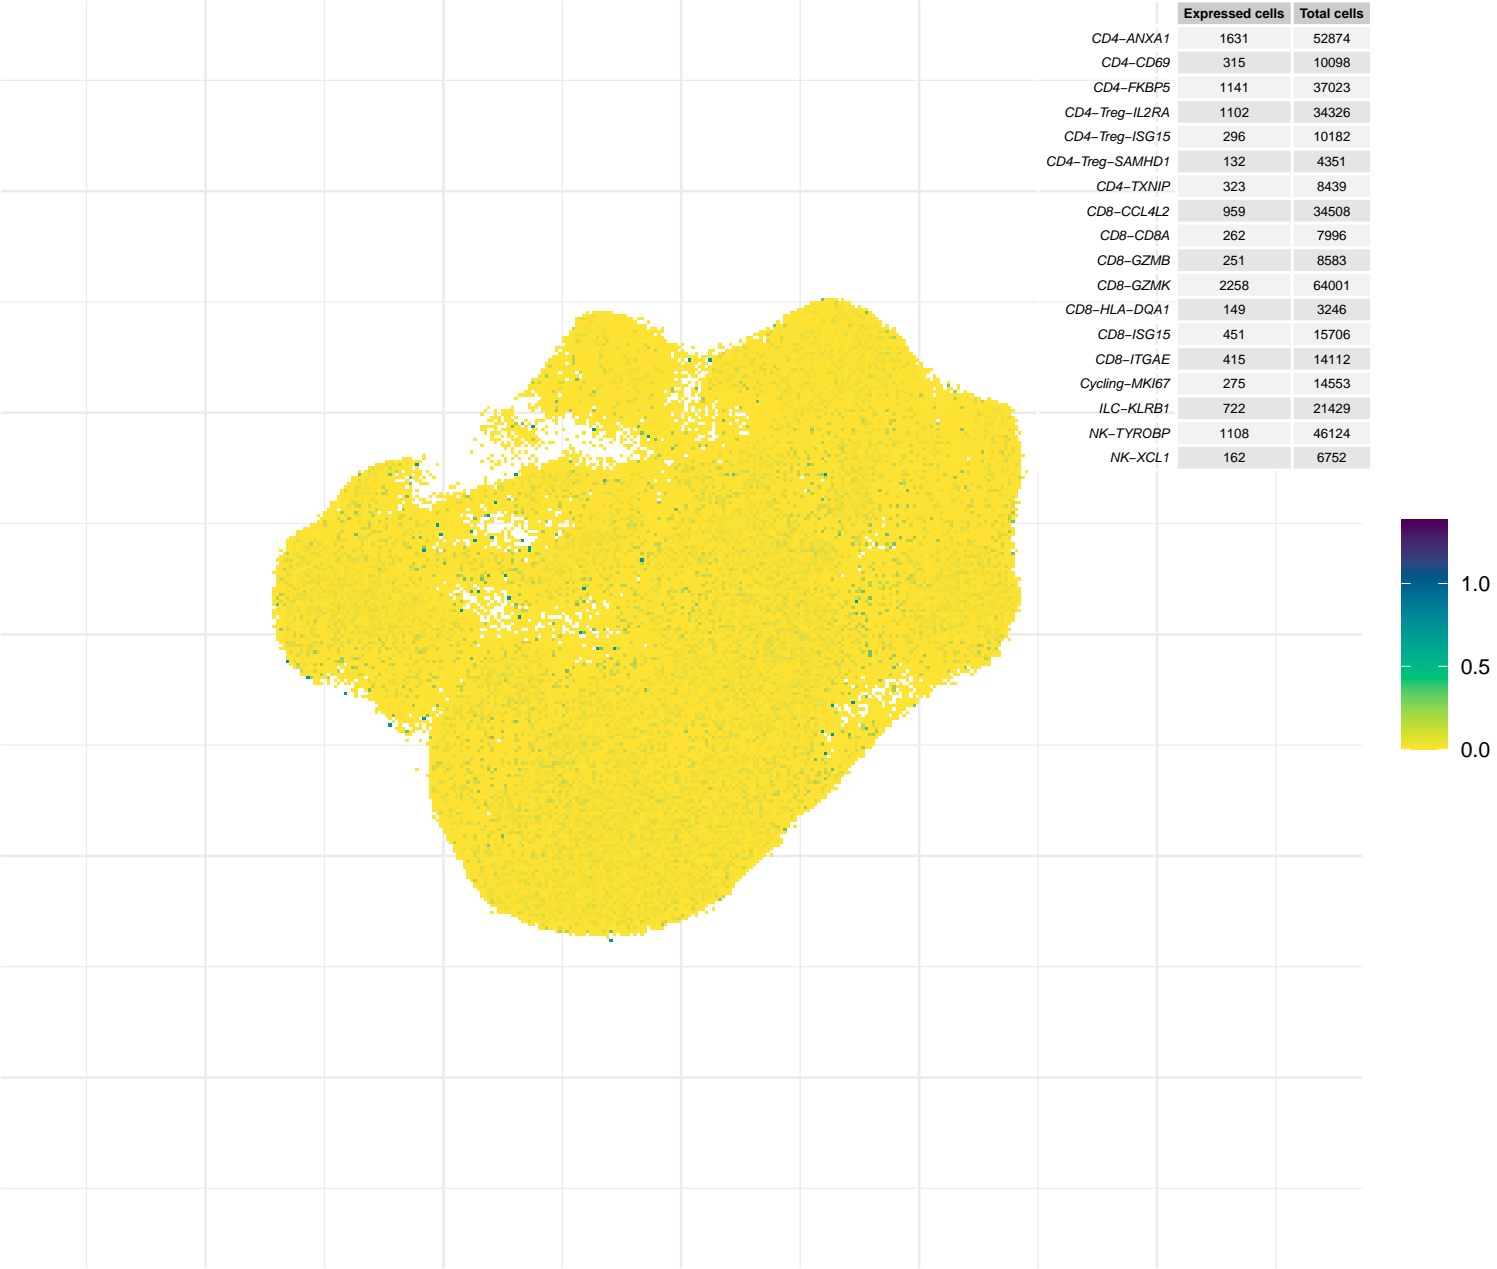 Expressed cells Total cells
CD4−ANXA1 1631 52874
CD4−CD69 315 10098
CD4−FKBP5 1141 37023
CD4−Treg−IL2RA 1102 34326
CD4−Treg−ISG15 296 10182
CD4−Treg−SAMHD1 132 4351
CD4−TXNIP 323 8439
CD8−CCL4L2 959 34508
CD8−CD8A 262 7996
CD8−GZMB 251 8583
CD8−GZMK 2258 64001
CD8−HLA−DQA1 149 3246
CD8−ISG15 451 15706
CD8−ITGAE 415 14112
Cycling−MKI67 275 14553
ILC−KLRB1 722 21429
NK−TYROBP 1108 46124
NK−XCL1 162 6752
1.0
0.5
0.0